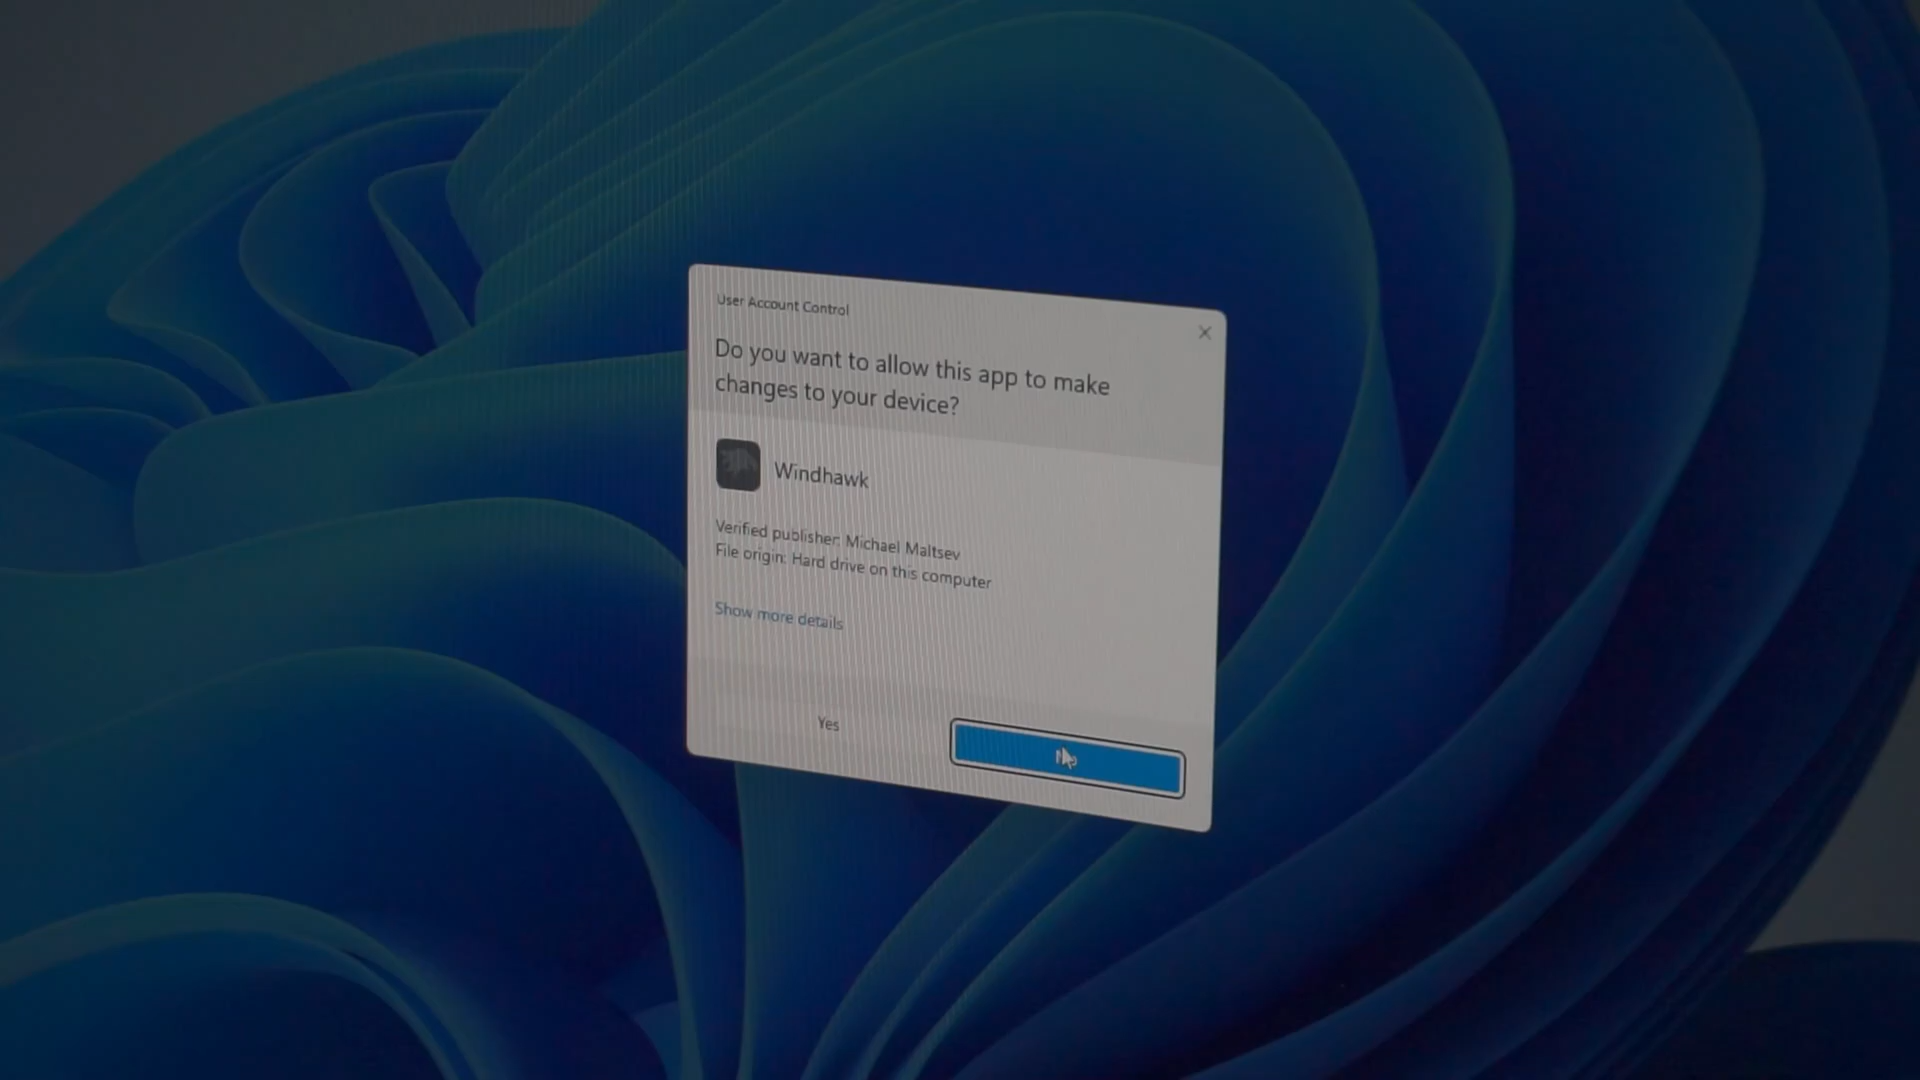 User Account Control
Do you want to allow this app to make
changes to your device?
Windhawk
Verified publisher: Michael Maltsev
File origin: Hard drive on this computer
Show more details
Yes